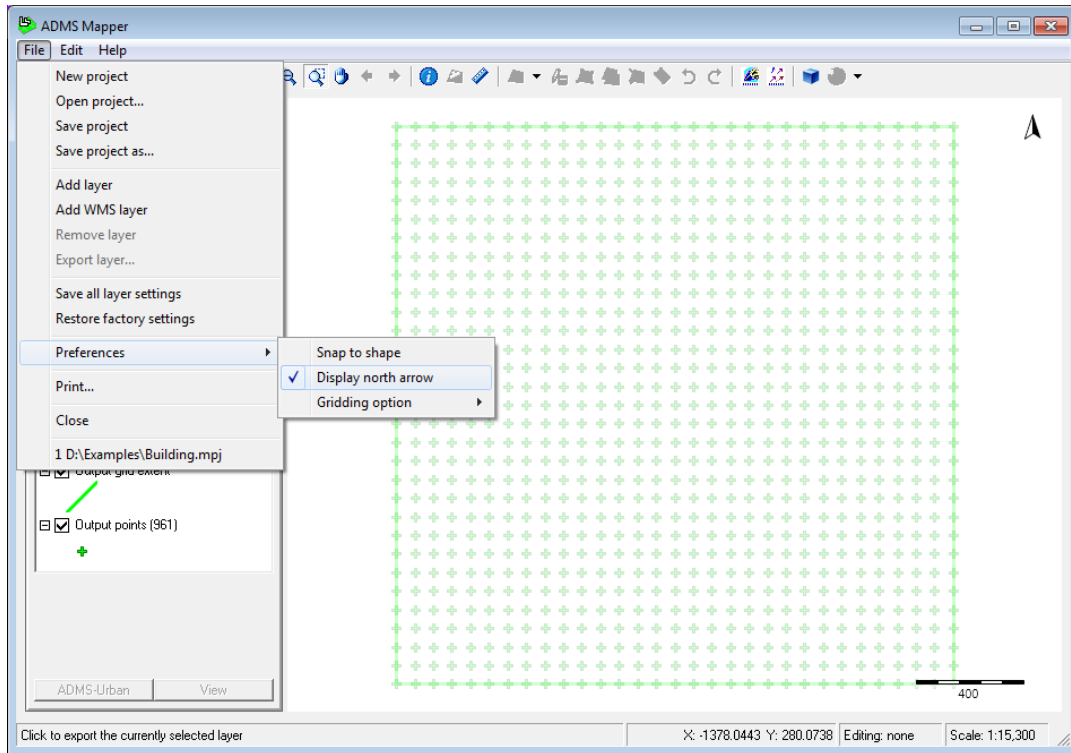 ADMS Mapper
File Edit Help
New project
Open project...
Save project
Save project as...
Add layer
Add WMS layer
Remove layer
Export layer...
Save all layer settings
Restore factory settings
Preferences
Snap to shape
Display north arrow
Gridding option
Print...
Close
1 D:\Examples\Building.mpj
Output grid extent
Output points (961)
ADMS-Urban View
400
Click to export the currently selected layer X: -1378.0443 Y: 280.0738 Editing: none Scale: 1:15,300